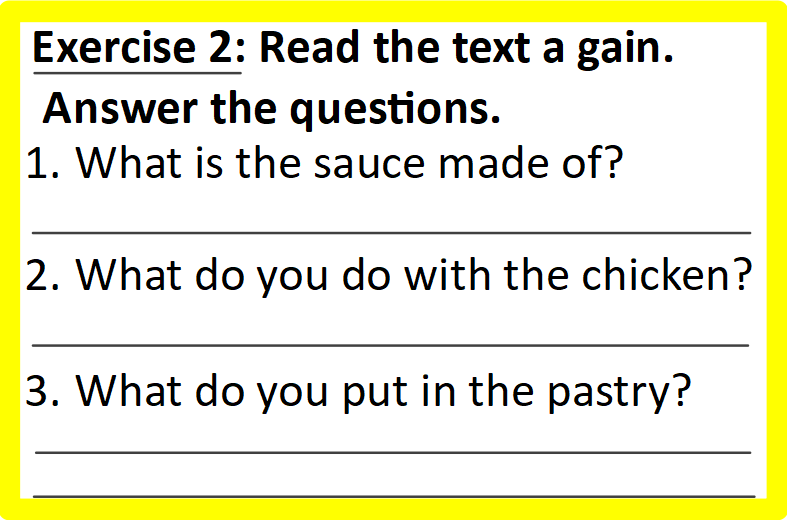 Exercise 2: Read the text a gain.
Answer the questions.
1. What is the sauce made of?
2. What do you do with the chicken?
3. What do you put in the pastry?